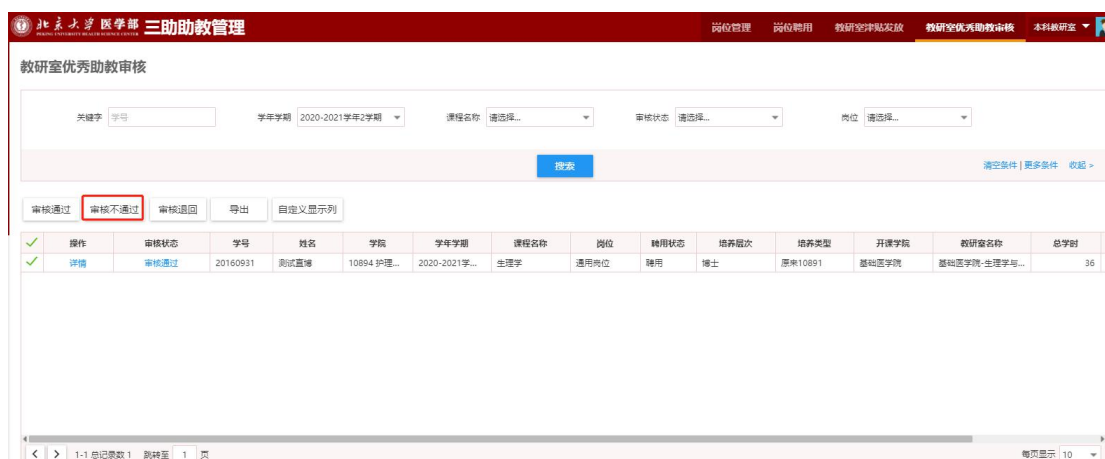 北京大学医学部 三助助教管理 岗位管理 岗位聘用 教研室津贴发放 教研室优秀助教审核 本科教研室
PEKING UNIVERSITY HEALTH SCIENCE CENTER
教研室优秀助教审核
关键字 学号 学年学期 2020-2021学年2学期 课程名称 请选择... 审核状态 请选择... 岗位 请选择...
搜索 清空条件 | 更多条件 收起 >
审核通过 审核不通过 审核退回 导出 自定义显示列
操作 审核状态 学号 姓名 学院 学年学期 课程名称 岗位 聘用状态 培养层次 培养类型 开课学院 教研室名称 总学时
详情 审核通过 20160931 测试直博 10894 护理... 2020-2021学... 生理学 通用岗位 聘用 博士 原来10891 基础医学院 基础医学院-生理学与... 36
< > 1-1 总记录数 1 跳转至 1 页 每页显示 10